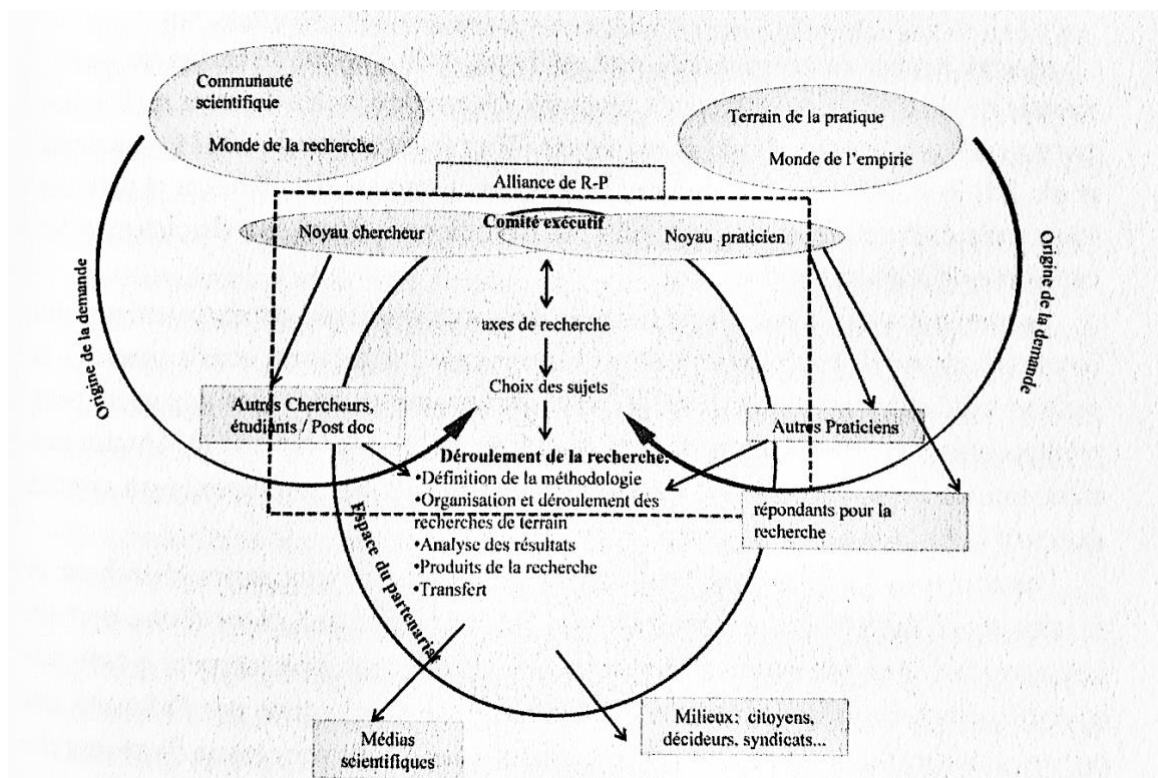 Communauté
scientifique
Monde de la recherche
Terrain de la pratique
Monde de l'empirie
Alliance de R-P
Comité exécutif
Noyau chercheur
Noyau praticien
Origine de la demande
Origine de la demande
axes de recherche
Choix des sujets
Autres Chercheurs,
étudiants / Post doc
Autres Praticiens
Déroulement de la recherche:
•Définition de la méthodologie
•Organisation et déroulement des
recherches de terrain
•Analyse des résultats
•Produits de la recherche
•Transfert
répondants pour la
recherche
Espace du partenariat
Médias
scientifiques
Milieux: citoyens,
décideurs, syndicats...